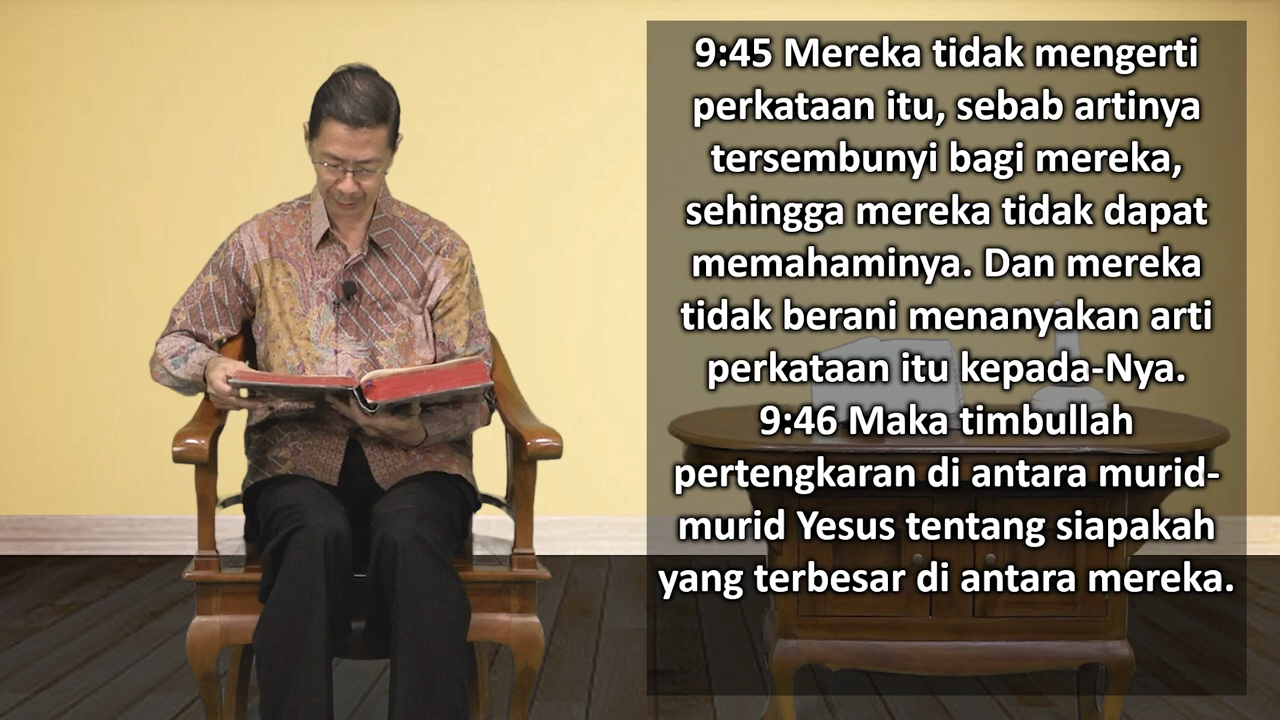 9:45 Mereka tidak mengerti
perkataan itu, sebab artinya
tersembunyi bagi mereka,
sehingga mereka tidak dapat
memahaminya. Dan mereka
tidak berani menanyakan arti
perkataan itu kepada-Nya.
9:46 Maka timbullah
pertengkaran di antara murid-
murid Yesus tentang siapakah
yang terbesar di antara mereka.